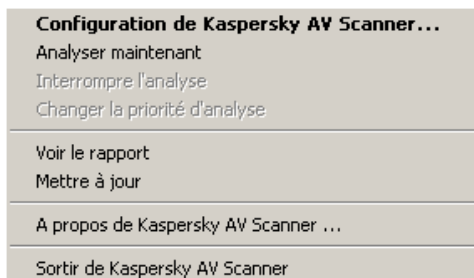 Configuration de Kaspersky AV Scanner...
Analyser maintenant
Interrompre l'analyse
Changer la priorité d'analyse
Voir le rapport
Mettre à jour
A propos de Kaspersky AV Scanner ...
Sortir de Kaspersky AV Scanner